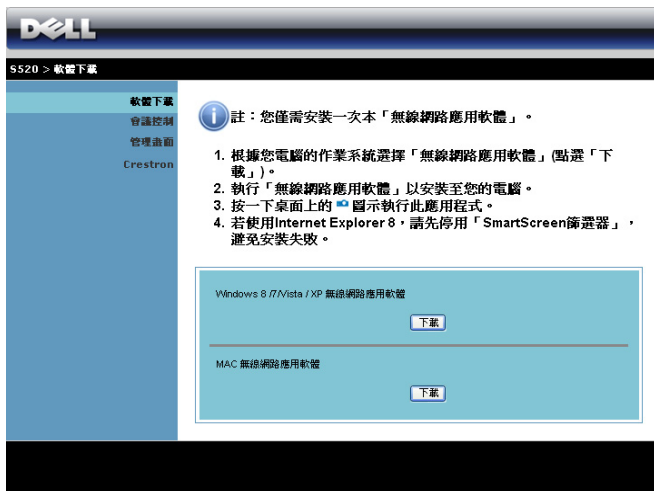 DELL
S520 > 軟體下載
軟體下載
會議控制
管理畫面
Crestron
註：您僅需安裝一次本「無線網路應用軟體」。
1. 根據您電腦的作業系統選擇「無線網路應用軟體」(點選「下
載」)。
2. 執行「無線網路應用軟體」以安裝至您的電腦。
3. 按一下桌面上的 圖示執行此應用程式。
4. 若使用Internet Explorer 8，請先停用「SmartScreen篩選器」，
避免安裝失敗。
Windows 8 /7/Vista / XP 無線網路應用軟體
下載
MAC 無線網路應用軟體
下載